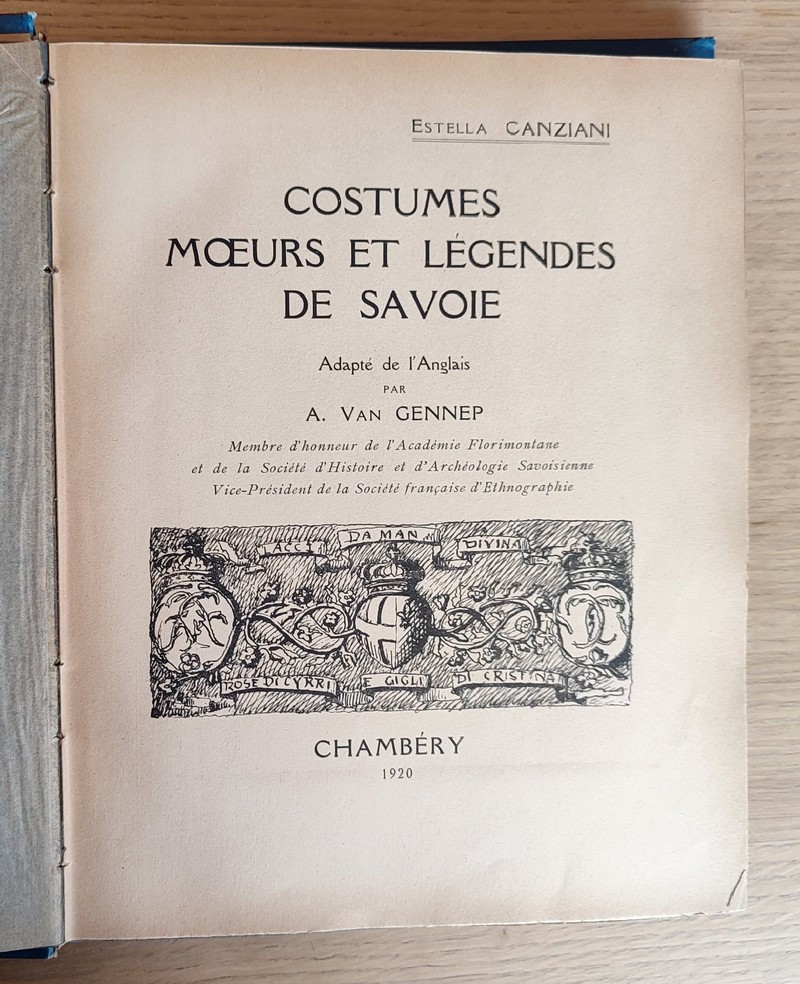 Estella CANZIANI
COSTUMES
MŒURS ET LÉGENDES
DE SAVOIE
Adapté de l'Anglais
PAR
A. Van GENNEP
Membre d'honneur de l'Académie Florimontane
et de la Société d'Histoire et d'Archéologie Savoisienne
Vice-Président de la Société française d'Ethnographie
DA MAN
DIVINA
ROSE DI CYRRI
E GIGLI
DI CRISTINA
CHAMBÉRY
1920